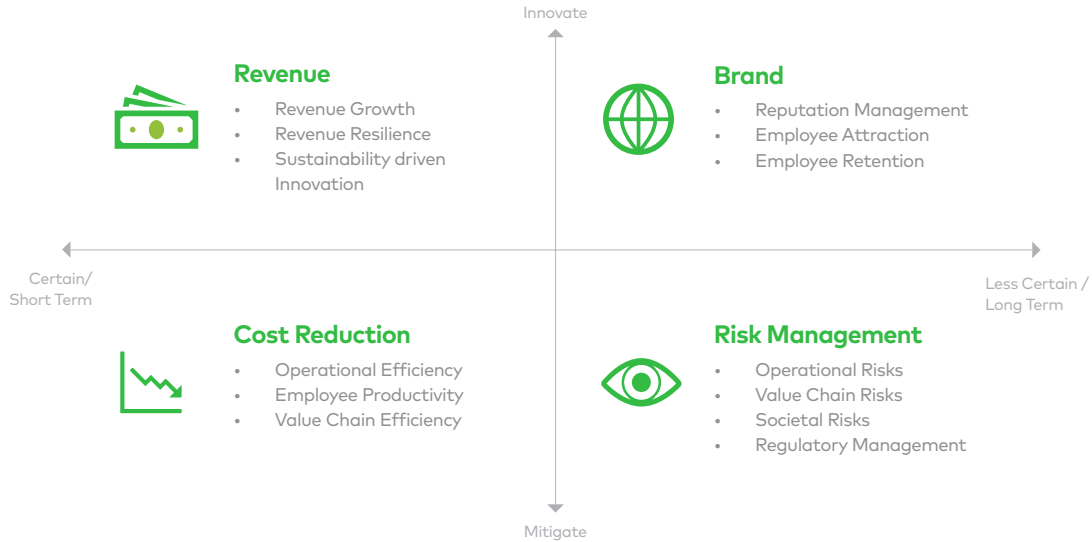 Innovate
Revenue
• Revenue Growth
• Revenue Resilience
• Sustainability driven
Innovation
Brand
• Reputation Management
• Employee Attraction
• Employee Retention
Certain/
Short Term
Less Certain /
Long Term
Cost Reduction
• Operational Efficiency
• Employee Productivity
• Value Chain Efficiency
Risk Management
• Operational Risks
• Value Chain Risks
• Societal Risks
• Regulatory Management
Mitigate